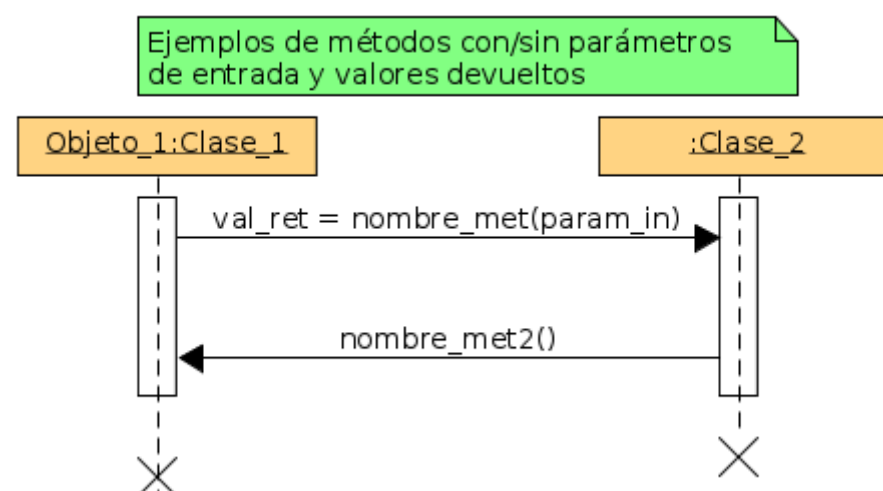 Ejemplos de métodos con/sin parámetros
de entrada y valores devueltos
Objeto_1:Clase_1
:Clase_2
val_ret = nombre_met(param_in)
nombre_met2()